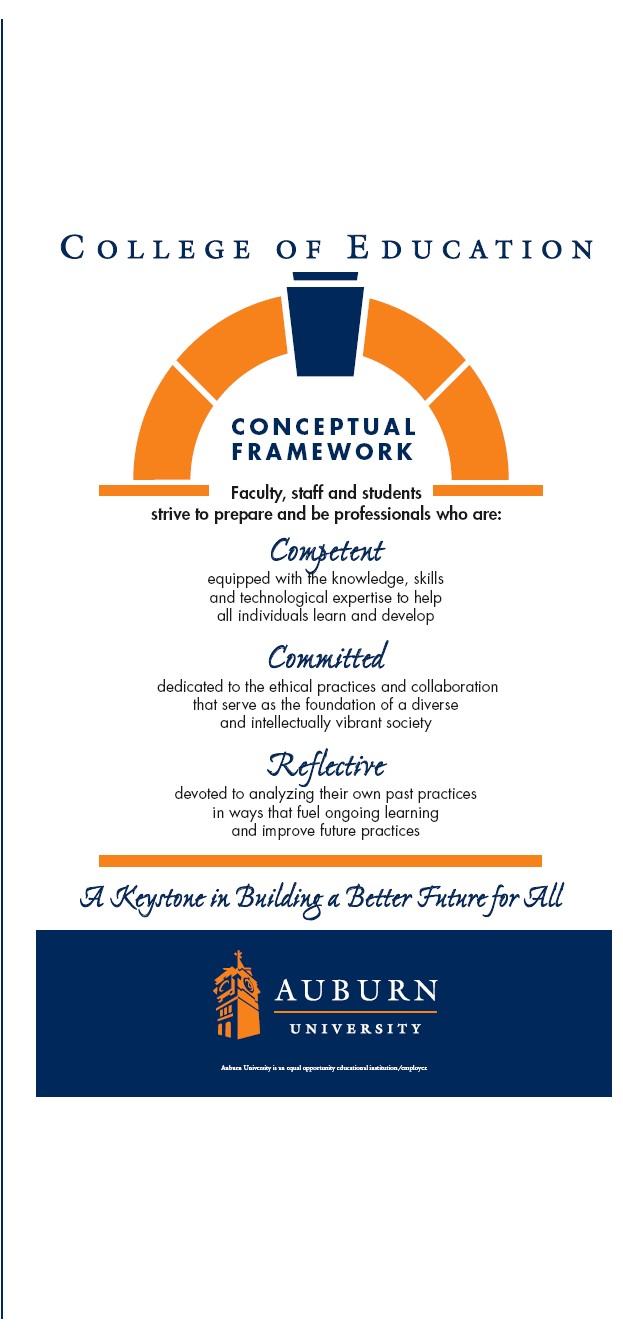 COLLEGE OF EDUCATION
CONCEPTUAL
FRAMEWORK
Faculty, staff and students
strive to prepare and be professionals who are:
Competent
equipped with the knowledge, skills
and technological expertise to help
all individuals learn and develop
Committed
dedicated to the ethical practices and collaboration
that serve as the foundation of a diverse
and intellectually vibrant society
Reflective
devoted to analyzing their own past practices
in ways that fuel ongoing learning
and improve future practices
A Keystone in Building a Better Future for All
AUBURN
UNIVERSITY
Auburn University is an equal opportunity educational institution/employer